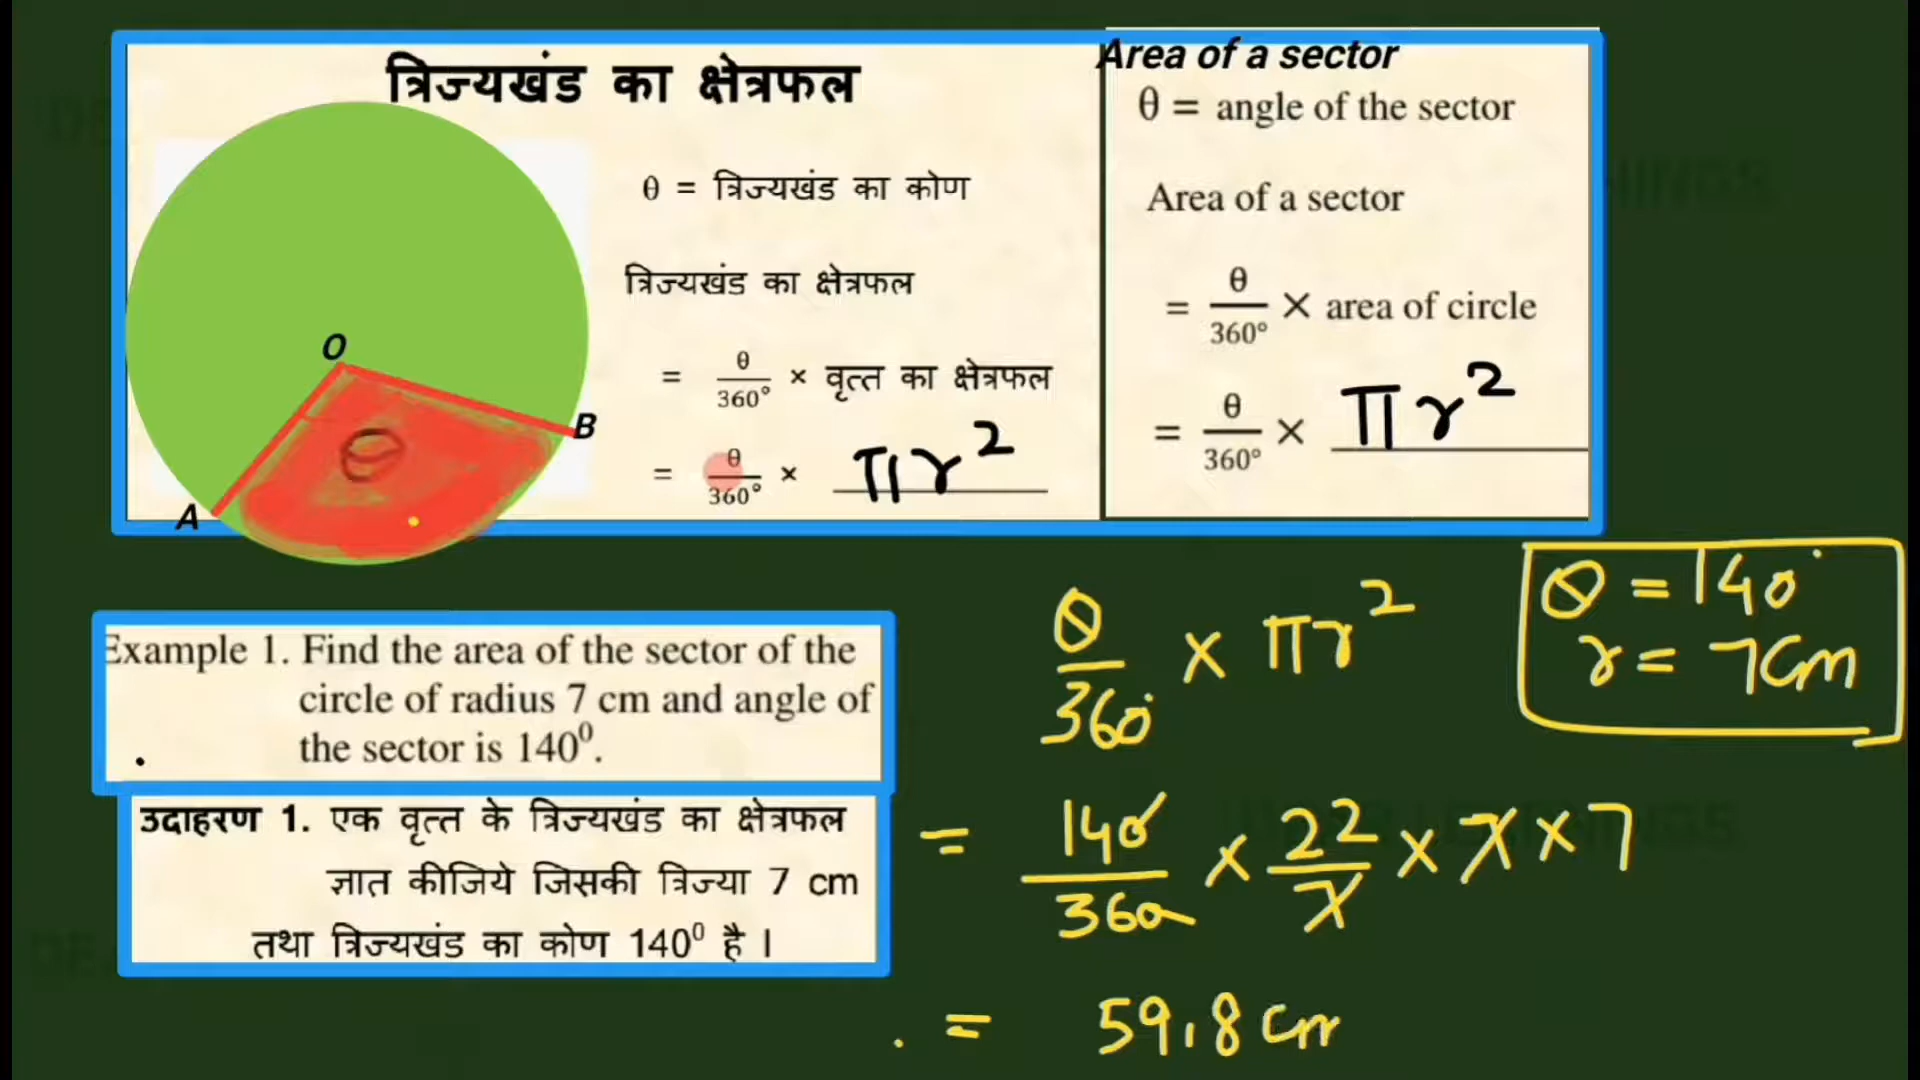 त्रिज्यखंड का क्षेत्रफल
θ = त्रिज्यखंड का कोण
त्रिज्यखंड का क्षेत्रफल
= θ/360° × वृत्त का क्षेत्रफल
= θ/360° × πr²
O
B
A
θ
Area of a sector
θ = angle of the sector
Area of a sector
= θ/360° × area of circle
= θ/360° × πr²
Example 1. Find the area of the sector of the
circle of radius 7 cm and angle of
the sector is 140⁰.
उदाहरण 1. एक वृत्त के त्रिज्यखंड का क्षेत्रफल
ज्ञात कीजिये जिसकी त्रिज्या 7 cm
तथा त्रिज्यखंड का कोण 140⁰ है ।
θ = 140°
r = 7cm
θ/360° × πr²
= 140/360 × 22/7 × 7 × 7
= 59.8 cm